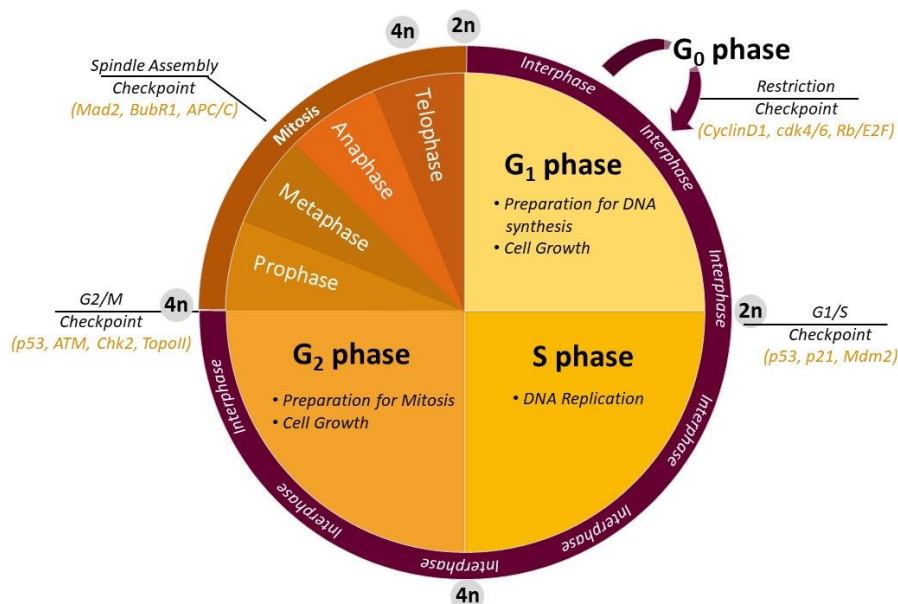 4n
2n
G₀ phase
Spindle Assembly
Checkpoint
(Mad2, BubR1, APC/C)
Restriction
Checkpoint
(CyclinD1, cdk4/6, Rb/E2F)
Interphase
Interphase
Interphase
Mitosis
Telophase
Anaphase
Metaphase
Prophase
G₁ phase
• Preparation for DNA
synthesis
• Cell Growth
G2/M
Checkpoint
(p53, ATM, Chk2, TopoII)
4n
2n
G1/S
Checkpoint
(p53, p21, Mdm2)
G₂ phase
• Preparation for Mitosis
• Cell Growth
S phase
• DNA Replication
Interphase
Interphase
Interphase
Interphase
Interphase
4n